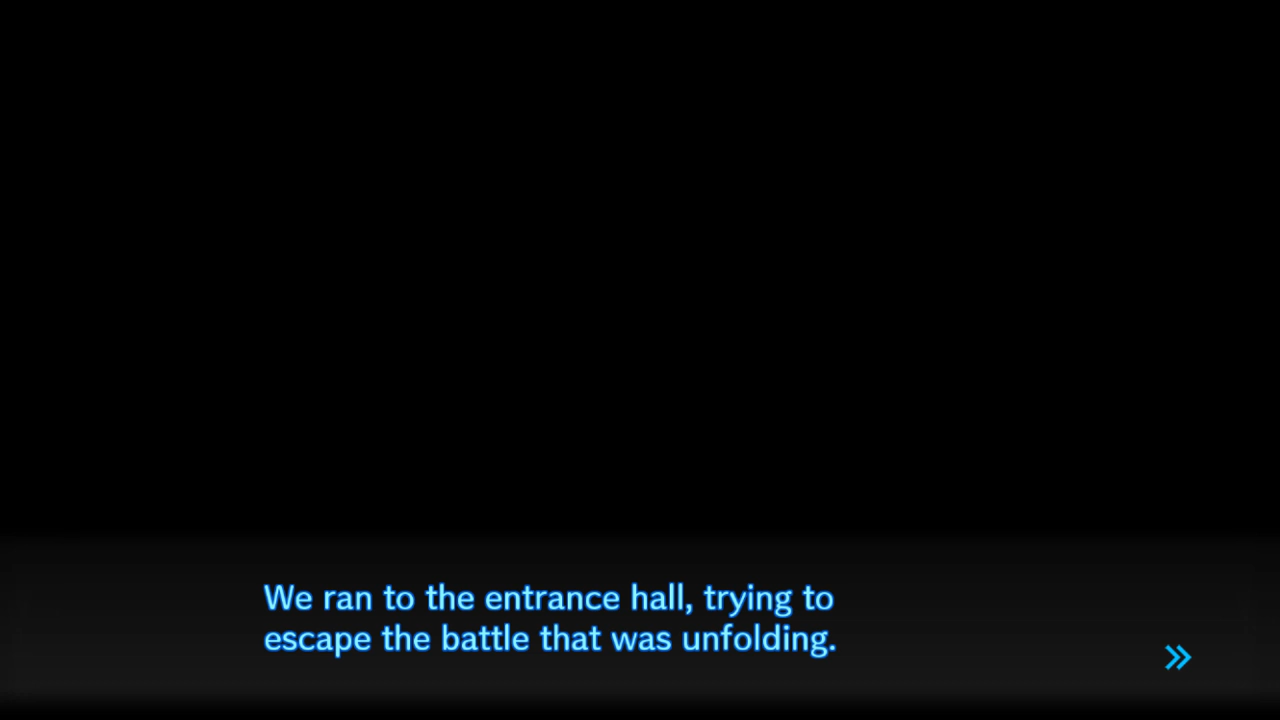 We ran to the entrance hall, trying to
escape the battle that was unfolding.